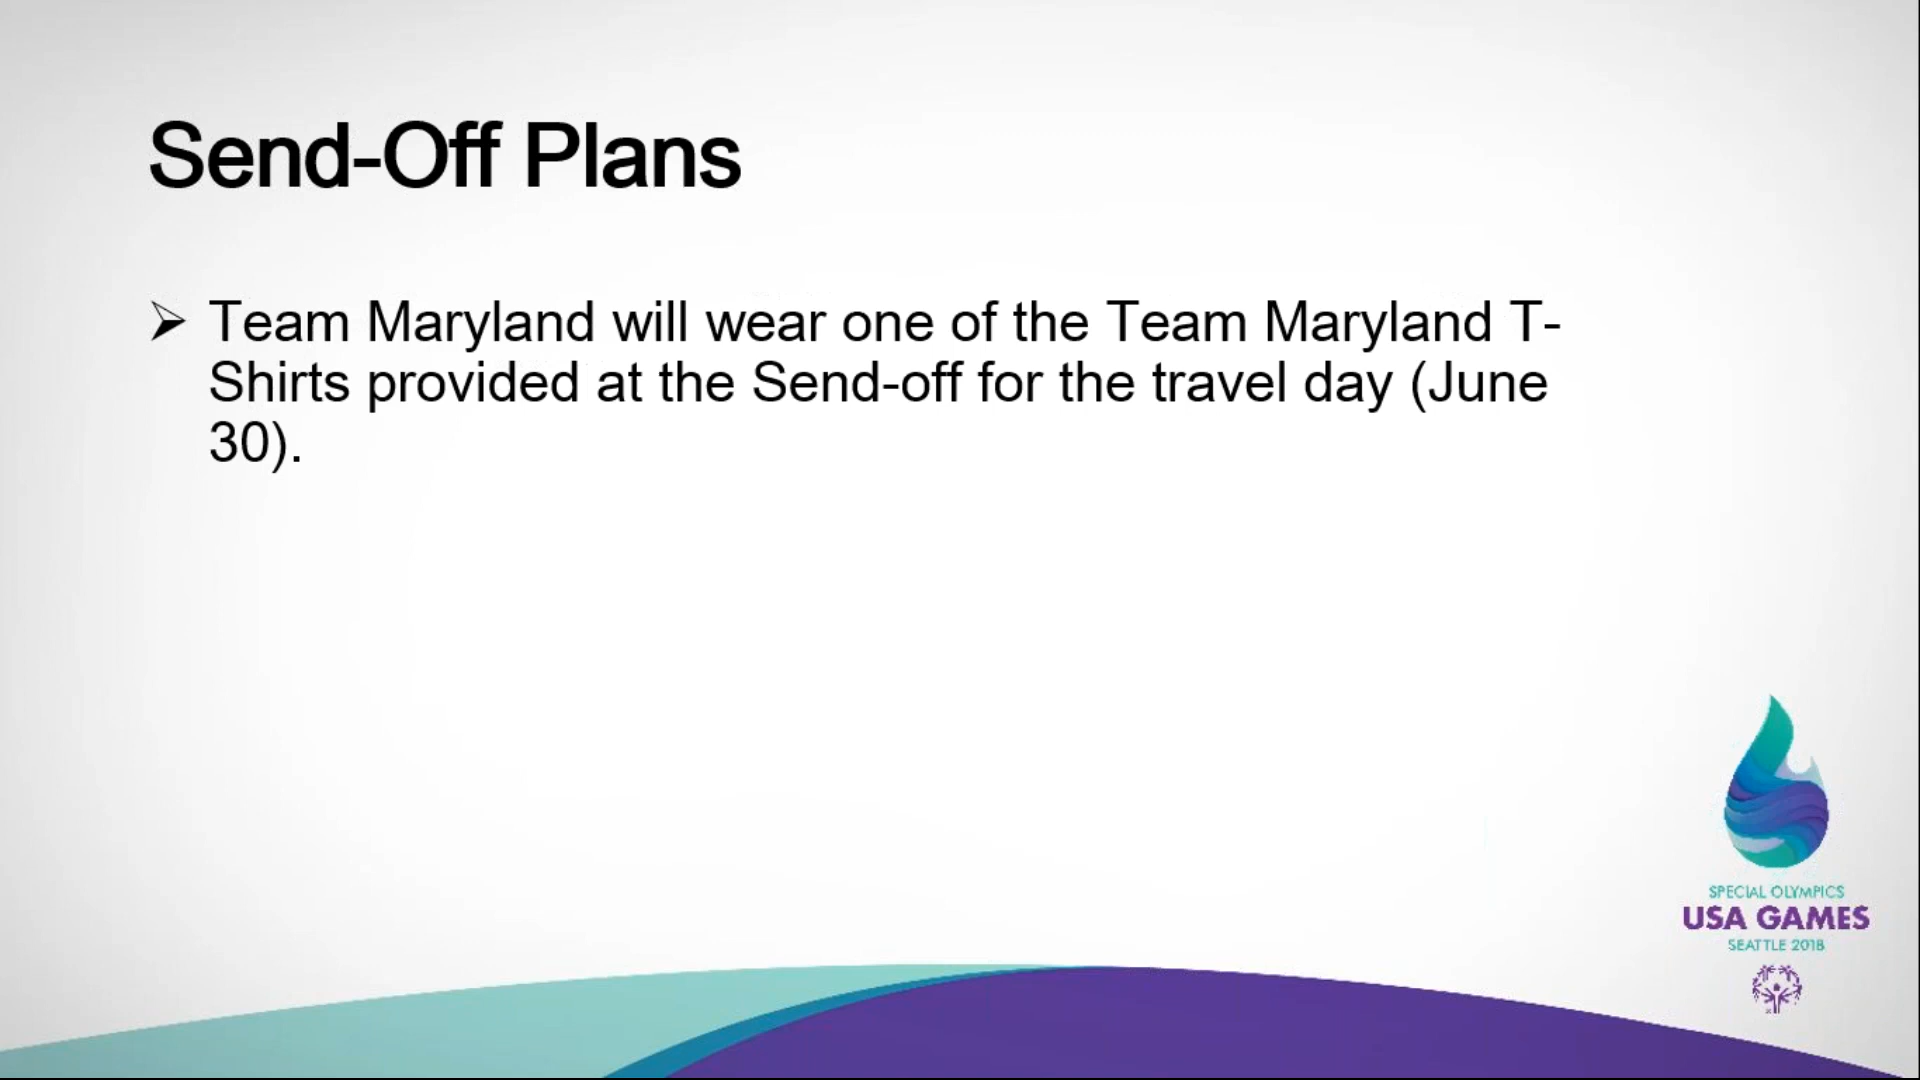 Send-Off Plans
Team Maryland will wear one of the Team Maryland T-
Shirts provided at the Send-off for the travel day (June
30).
SPECIAL OLYMPICS
USA GAMES
SEATTLE 2018